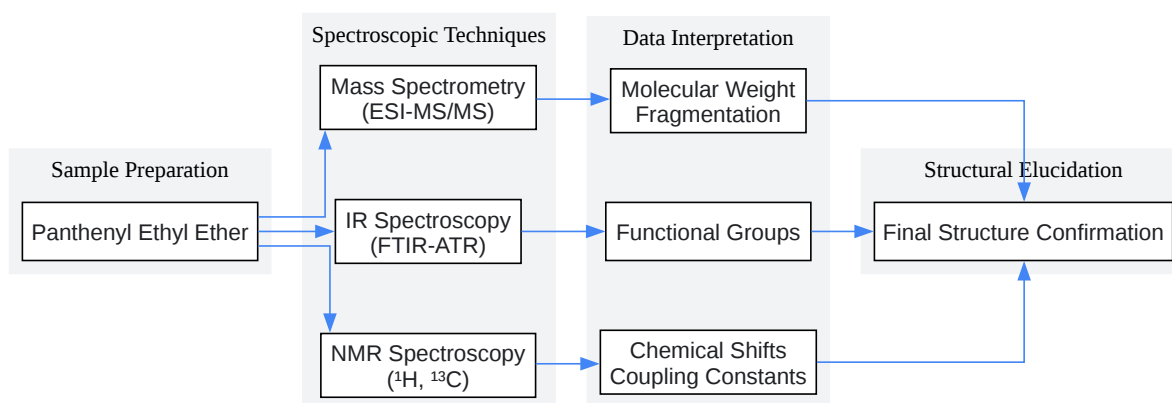 Spectroscopic Techniques
Data Interpretation
Mass Spectrometry
(ESI-MS/MS)
Molecular Weight
Fragmentation
Sample Preparation
Structural Elucidation
Panthenyl Ethyl Ether
IR Spectroscopy
(FTIR-ATR)
Functional Groups
Final Structure Confirmation
NMR Spectroscopy
(¹H, ¹³C)
Chemical Shifts
Coupling Constants